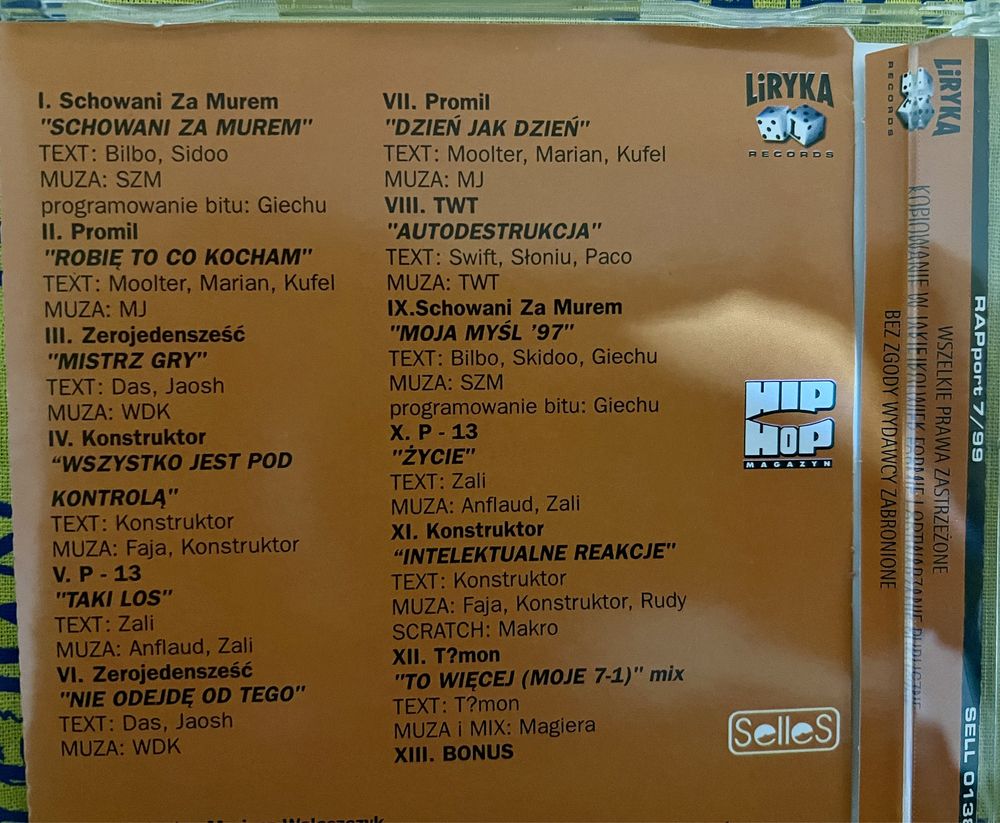 I. Schowani Za Murem
"SCHOWANI ZA MUREM"
TEXT: Bilbo, Sidoo
MUZA: SZM
programowanie bitu: Giechu
II. Promil
"ROBIĘ TO CO KOCHAM"
TEXT: Moolter, Marian, Kufel
MUZA: MJ
III. Zerojedensześć
"MISTRZ GRY"
TEXT: Das, Jaosh
MUZA: WDK
IV. Konstruktor
“WSZYSTKO JEST POD
KONTROLĄ"
TEXT: Konstruktor
MUZA: Faja, Konstruktor
V. P - 13
"TAKI LOS"
TEXT: Zali
MUZA: Anflaud, Zali
VI. Zerojedensześć
"NIE ODEJDĘ OD TEGO"
TEXT: Das, Jaosh
MUZA: WDK
VII. Promil
"DZIEŃ JAK DZIEŃ"
TEXT: Moolter, Marian, Kufel
MUZA: MJ
VIII. TWT
"AUTODESTRUKCJA"
TEXT: Swift, Słoniu, Paco
MUZA: TWT
IX.Schowani Za Murem
"MOJA MYŚL '97"
TEXT: Bilbo, Skidoo, Giechu
MUZA: SZM
programowanie bitu: Giechu
X. P - 13
"ŻYCIE"
TEXT: Zali
MUZA: Anflaud, Zali
XI. Konstruktor
“INTELEKTUALNE REAKCJE"
TEXT: Konstruktor
MUZA: Faja, Konstruktor, Rudy
SCRATCH: Makro
XII. T?mon
"TO WIĘCEJ (MOJE 7-1)" mix
TEXT: T?mon
MUZA i MIX: Magiera
XIII. BONUS
LiRYKA
RECORDS
HIP
HOP
MAGAZYN
SelleS
LiRYKA
RECORDS
WSZELKIE PRAWA ZASTRZEŻONE
KOPIOWANIE W JAKIEJKOLWIEK FORMIE I ODTWARZANIE PUBLICZNE
BEZ ZGODY WYDAWCY ZABRONIONE
RAPport 7/99
SELL 0138